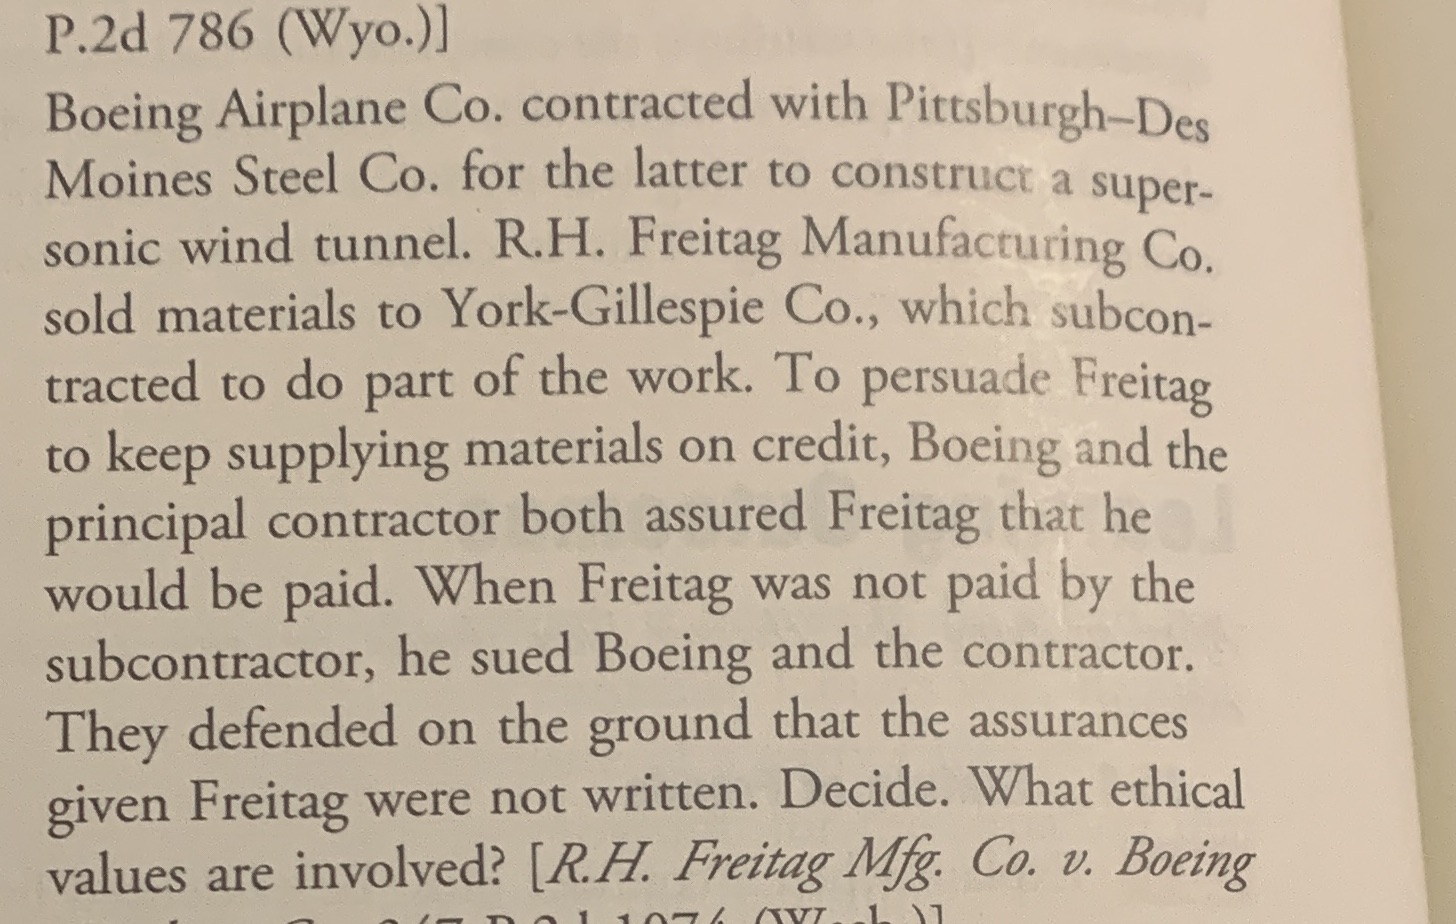 P.2d 786 (Wyo.)]
Boeing Airplane Co. contracted with Pittsburgh–Des
Moines Steel Co. for the latter to construct a super-
sonic wind tunnel. R.H. Freitag Manufacturing Co.
sold materials to York-Gillespie Co., which subcon-
tracted to do part of the work. To persuade Freitag
to keep supplying materials on credit, Boeing and the
principal contractor both assured Freitag that he
would be paid. When Freitag was not paid by the
subcontractor, he sued Boeing and the contractor.
They defended on the ground that the assurances
given Freitag were not written. Decide. What ethical
values are involved? [R.H. Freitag Mfg. Co. v. Boeing